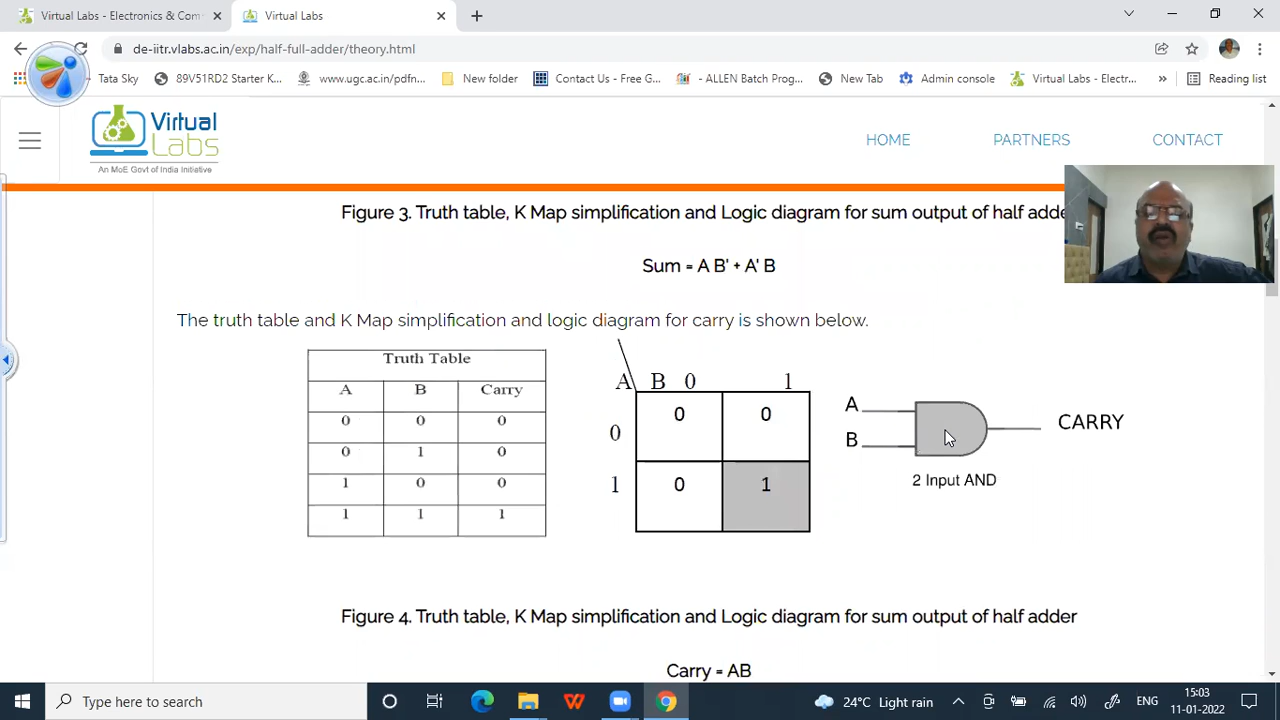 Virtual Labs - Electronics & Com
Virtual Labs
de-iitr.vlabs.ac.in/exp/half-full-adder/theory.html
Tata Sky
89V51RD2 Starter K...
www.ugc.ac.in/pdfn...
New folder
Contact Us - Free G...
- ALLEN Batch Prog...
New Tab
Admin console
Virtual Labs - Electr...
»
Reading list
Virtual
Labs
An MoE Govt of India Initiative
HOME
PARTNERS
CONTACT
Figure 3. Truth table, K Map simplification and Logic diagram for sum output of half adde
Sum = A B' + A' B
The truth table and K Map simplification and logic diagram for carry is shown below.
Truth Table
A B Carry
0 0 0
0 1 0
1 0 0
1 1 1
A B 0 1
0 0 0
1 0 1
A
B
CARRY
2 Input AND
Figure 4. Truth table, K Map simplification and Logic diagram for sum output of half adder
Carry = AB
Type here to search
24°C Light rain
ENG
15:03
11-01-2022